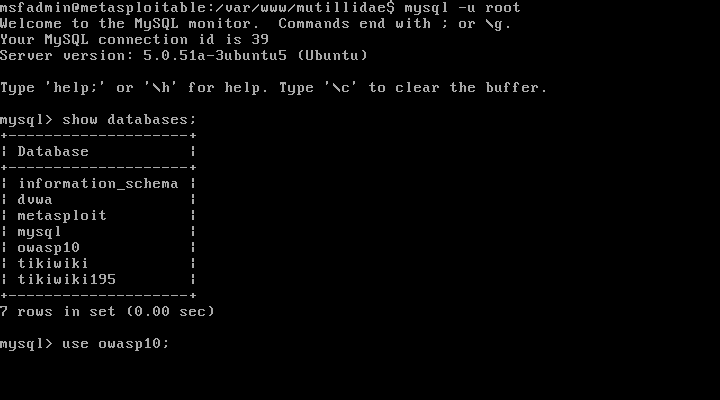 msfadmin@metasploitable:/var/www/mutillidae$ mysql -u root
Welcome to the MySQL monitor.  Commands end with ; or \g.
Your MySQL connection id is 39
Server version: 5.0.51a-3ubuntu5 (Ubuntu)

Type 'help;' or '\h' for help. Type '\c' to clear the buffer.

mysql> show databases;
+--------------------+
| Database           |
+--------------------+
| information_schema |
| dvwa               |
| metasploit         |
| mysql              |
| owasp10            |
| tikiwiki           |
| tikiwiki195        |
+--------------------+
7 rows in set (0.00 sec)

mysql> use owasp10;